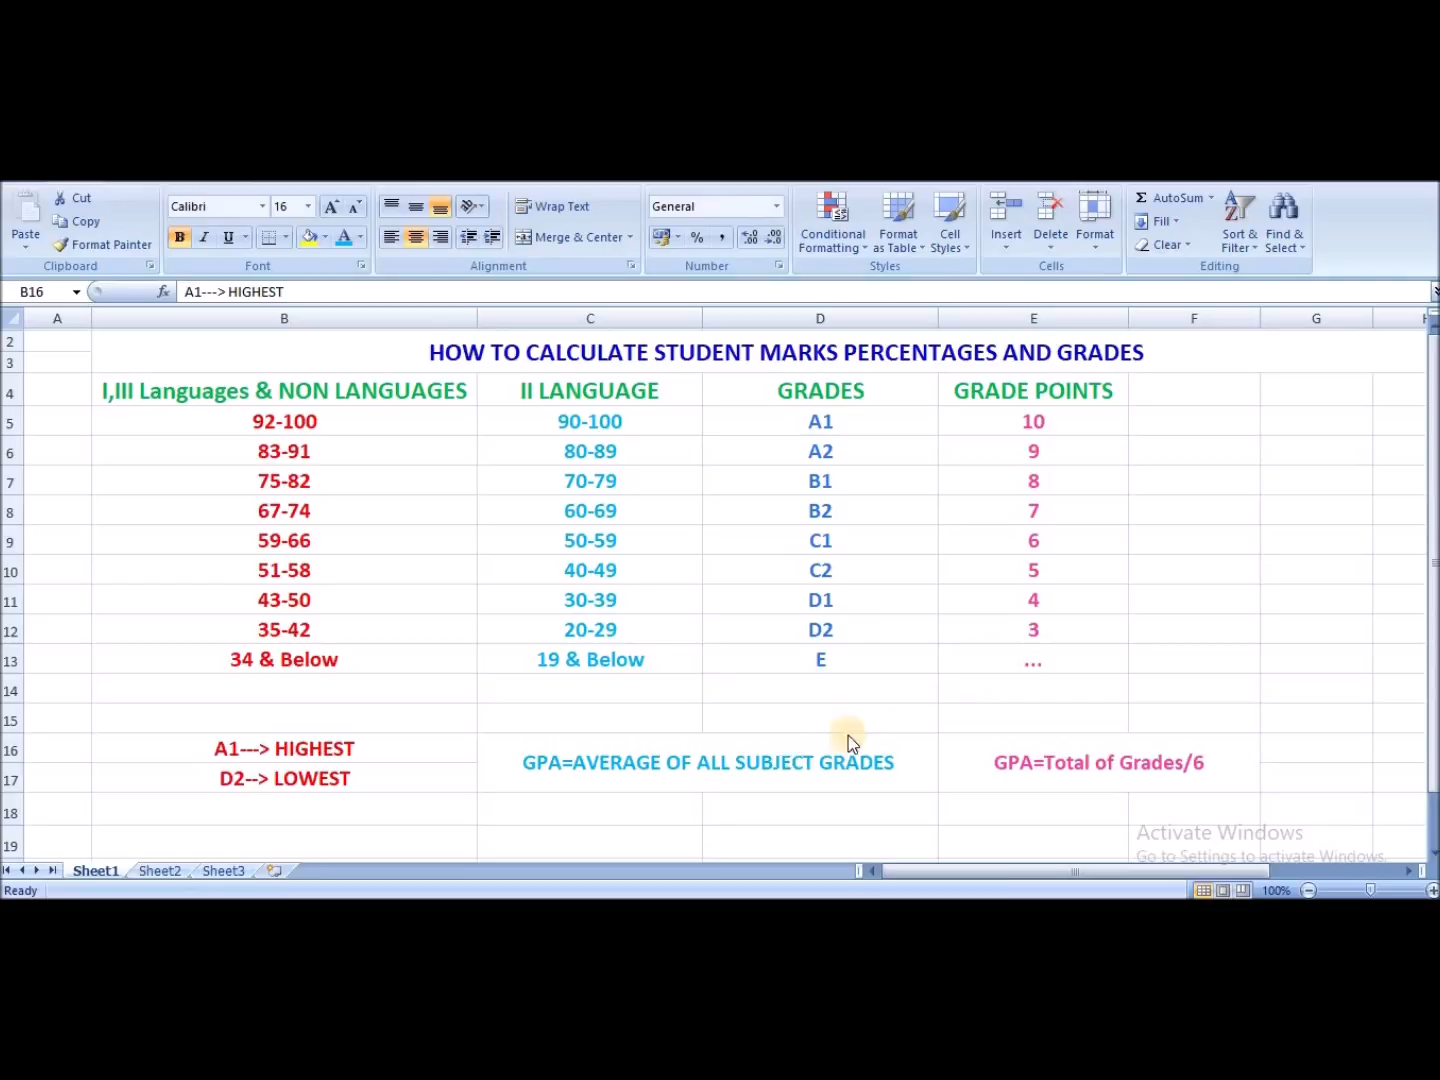 Cut
Copy
Paste
Format Painter
Clipboard
Calibri
16
Font
Wrap Text
Merge & Center
Alignment
General
Number
Conditional Formatting
Format as Table
Cell Styles
Styles
Insert
Delete
Format
Cells
Σ AutoSum
Fill
Clear
Sort & Filter
Find & Select
Editing
B16
fx
A1---> HIGHEST
A B C D E F G
2
3 HOW TO CALCULATE STUDENT MARKS PERCENTAGES AND GRADES
4 I,III Languages & NON LANGUAGES II LANGUAGE GRADES GRADE POINTS
5 92-100 90-100 A1 10
6 83-91 80-89 A2 9
7 75-82 70-79 B1 8
8 67-74 60-69 B2 7
9 59-66 50-59 C1 6
10 51-58 40-49 C2 5
11 43-50 30-39 D1 4
12 35-42 20-29 D2 3
13 34 & Below 19 & Below E ...
14
15
16 A1---> HIGHEST
GPA=AVERAGE OF ALL SUBJECT GRADES GPA=Total of Grades/6
17 D2--> LOWEST
18
19
Activate Windows
Go to Settings to activate Windows.
Sheet1 Sheet2 Sheet3
Ready
100%